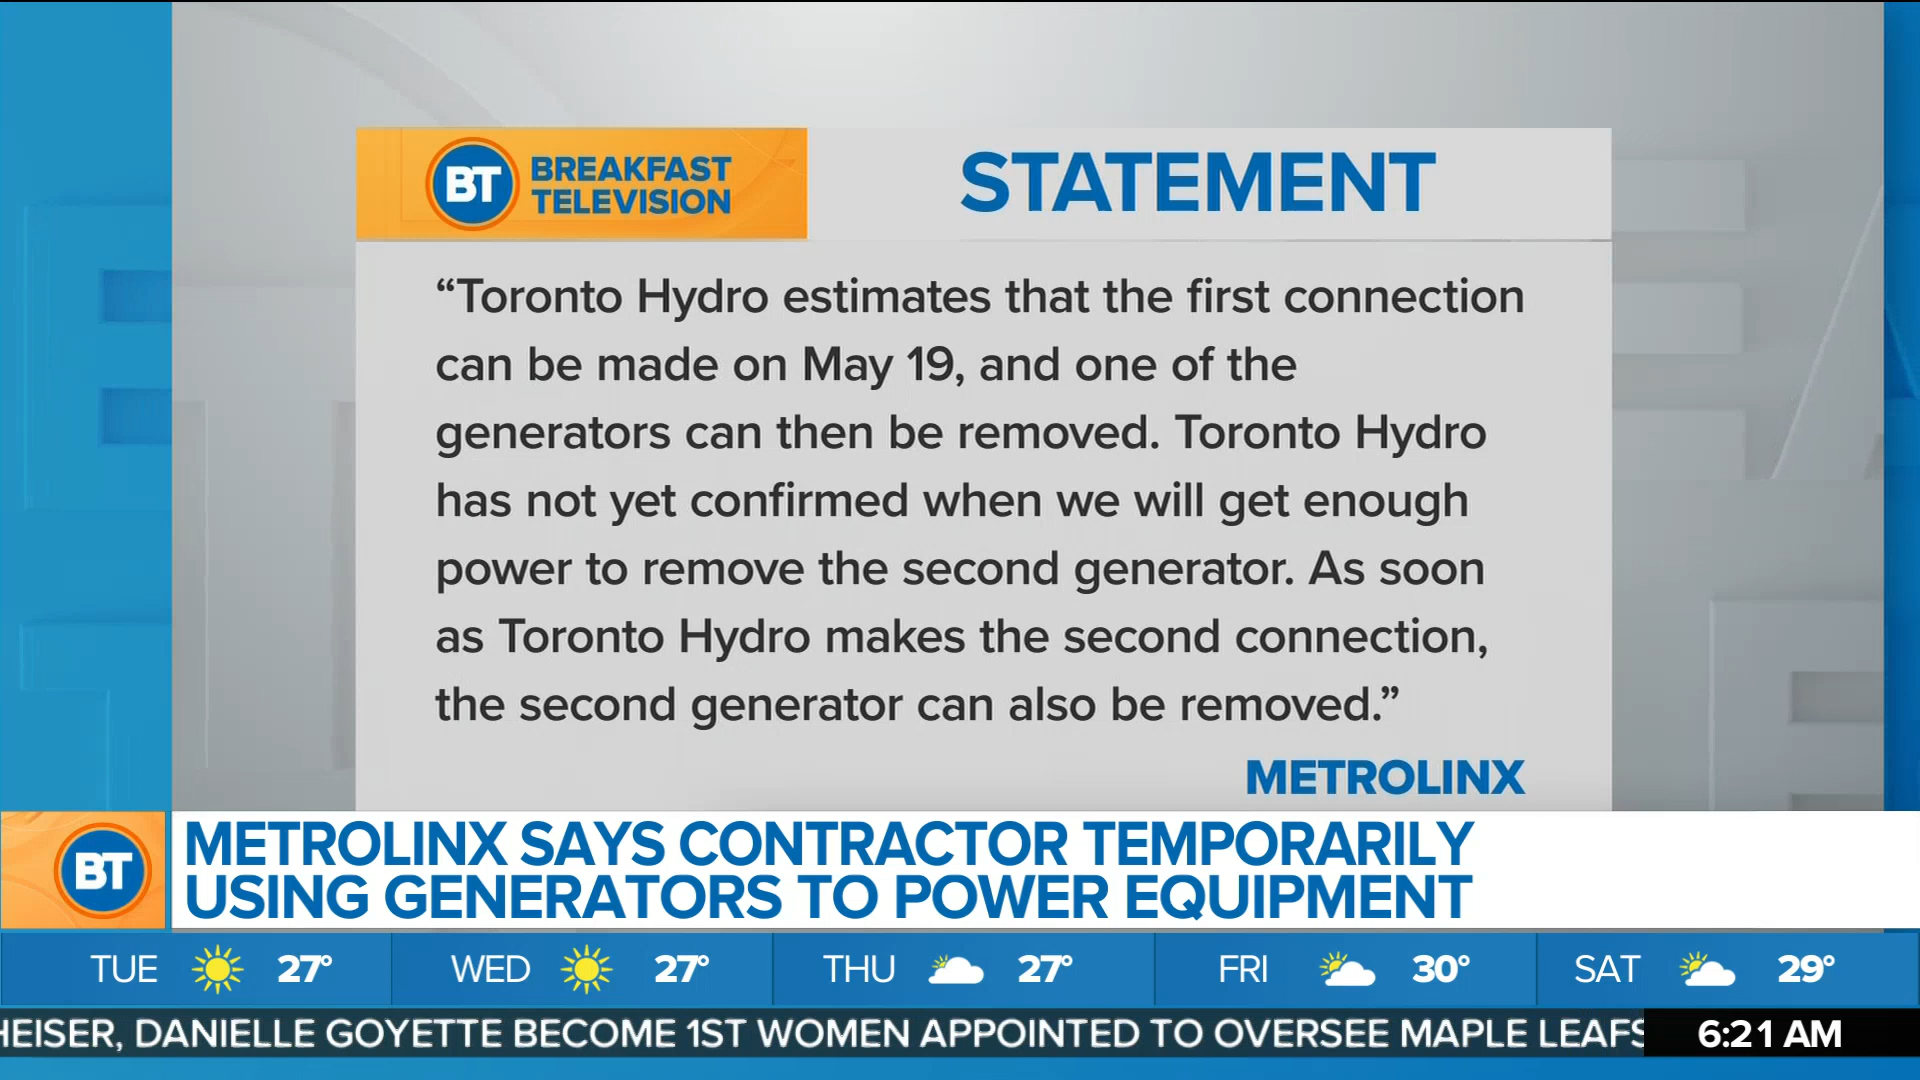 BT BREAKFAST
TELEVISION
STATEMENT
“Toronto Hydro estimates that the first connection
can be made on May 19, and one of the
generators can then be removed. Toronto Hydro
has not yet confirmed when we will get enough
power to remove the second generator. As soon
as Toronto Hydro makes the second connection,
the second generator can also be removed.”
METROLINX
BT
METROLINX SAYS CONTRACTOR TEMPORARILY
USING GENERATORS TO POWER EQUIPMENT
TUE 27° WED 27° THU 27° FRI 30° SAT 29°
HEISER, DANIELLE GOYETTE BECOME 1ST WOMEN APPOINTED TO OVERSEE MAPLE LEAFS 6:21 AM